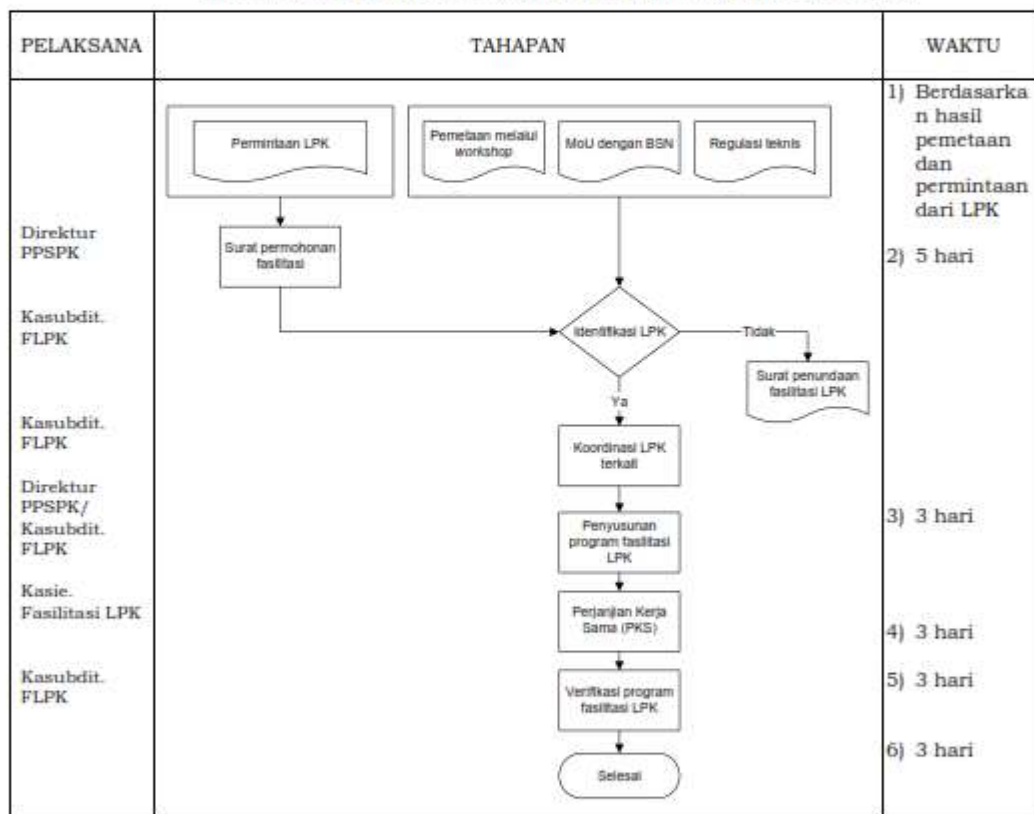 PELAKSANA
TAHAPAN
WAKTU
Permintaan LPK
Pemetaan melalui
workshop
MoU dengan BSN
Regulasi teknis
1) Berdasarka
n hasil
pemetaan
dan
permintaan
dari LPK
Direktur
PPSPK
Surat permohonan
fasilitasi
2) 5 hari
Kasubdit.
FLPK
Identifikasi LPK
Tidak
Surat penundaan
fasilitasi LPK
Ya
Kasubdit.
FLPK
Koordinasi LPK
terkait
Direktur
PPSPK/
Kasubdit.
FLPK
Penyusunan
program fasilitasi
LPK
3) 3 hari
Kasie.
Fasilitasi LPK
Perjanjian Kerja
Sama (PKS)
4) 3 hari
Kasubdit.
FLPK
Verifikasi program
fasilitasi LPK
5) 3 hari
6) 3 hari
Selesai